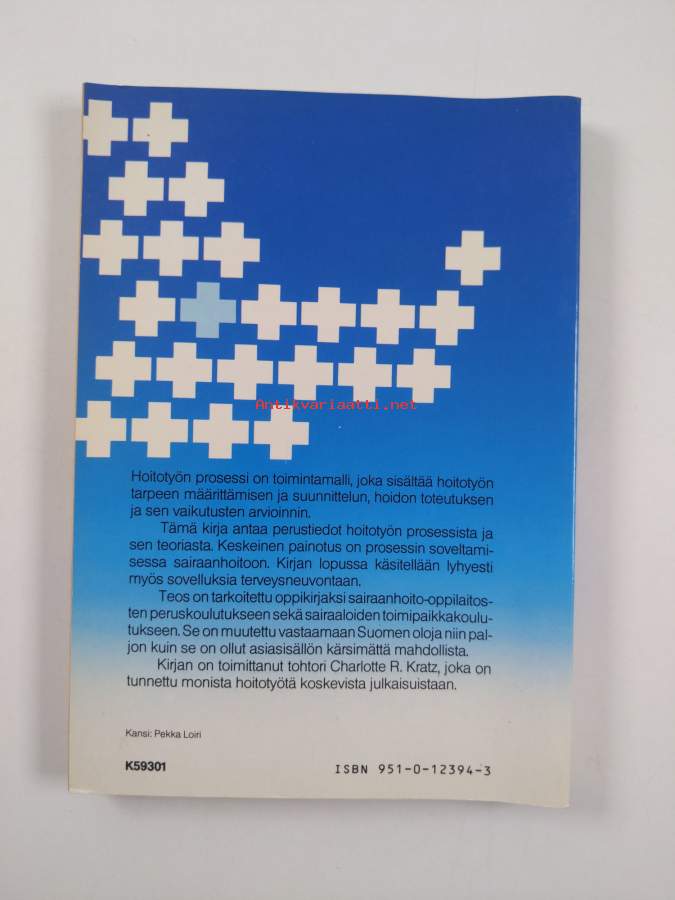 Antikvariaatti.net
Hoitotyön prosessi on toimintamalli, joka sisältää hoitotyön
tarpeen määrittämisen ja suunnittelun, hoidon toteutuksen
ja sen vaikutusten arvioinnin.
Tämä kirja antaa perustiedot hoitotyön prosessista ja
sen teoriasta. Keskeinen painotus on prosessin soveltami-
sessa sairaanhoitoon. Kirjan lopussa käsitellään lyhyesti
myös sovelluksia terveysneuvontaan.
Teos on tarkoitettu oppikirjaksi sairaanhoito-oppilaitos-
ten peruskoulutukseen sekä sairaaloiden toimipaikkakoulu-
tukseen. Se on muutettu vastaamaan Suomen oloja niin pal-
jon kuin se on ollut asiasisällön kärsimättä mahdollista.
Kirjan on toimittanut tohtori Charlotte R. Kratz, joka on
tunnettu monista hoitotyötä koskevista julkaisuistaan.
Kansi: Pekka Loiri
K59301
ISBN 951-0-12394-3